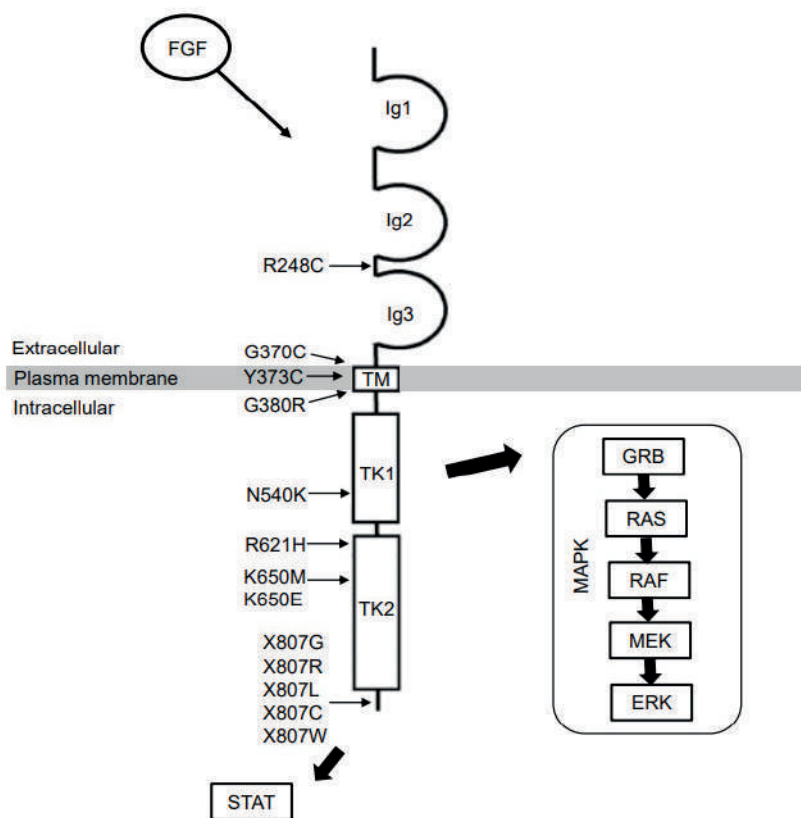 FGF
Ig1
Ig2
R248C
Ig3
Extracellular
G370C
Plasma membrane
Y373C
TM
Intracellular
G380R
TK1
N540K
R621H
K650M
K650E
TK2
X807G
X807R
X807L
X807C
X807W
STAT
MAPK
GRB
RAS
RAF
MEK
ERK